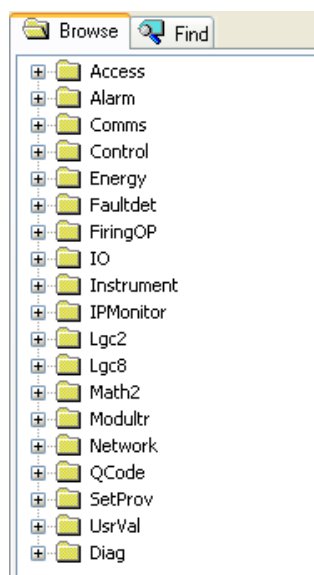 Browse Find
Access
Alarm
Comms
Control
Energy
Faultdet
FiringOP
IO
Instrument
IPMonitor
Lgc2
Lgc8
Math2
Modultr
Network
QCode
SetProv
UsrVal
Diag